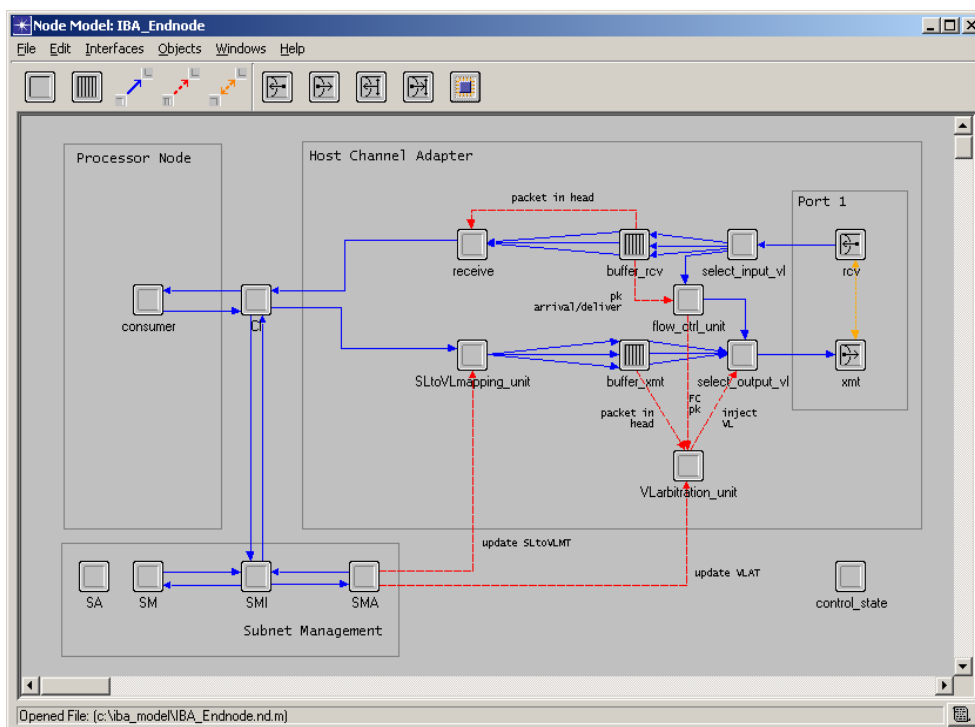 Node Model: IBA_Endnode
File Edit Interfaces Objects Windows Help
Processor Node
Host Channel Adapter
packet in head
Port 1
receive
buffer_rcv
select_input_vl
rcv
pk
arrival/deliver
consumer
CI
flow_ctrl_unit
SLtoVLmapping_unit
buffer_xmt
select_output_vl
xmt
packet in
head
FC
pk
inject
VL
VLarbitration_unit
update SLtoVLMT
update VLAT
SA
SM
SMI
SMA
control_state
Subnet Management
Opened File: (c:\iba_model\IBA_Endnode.nd.m)